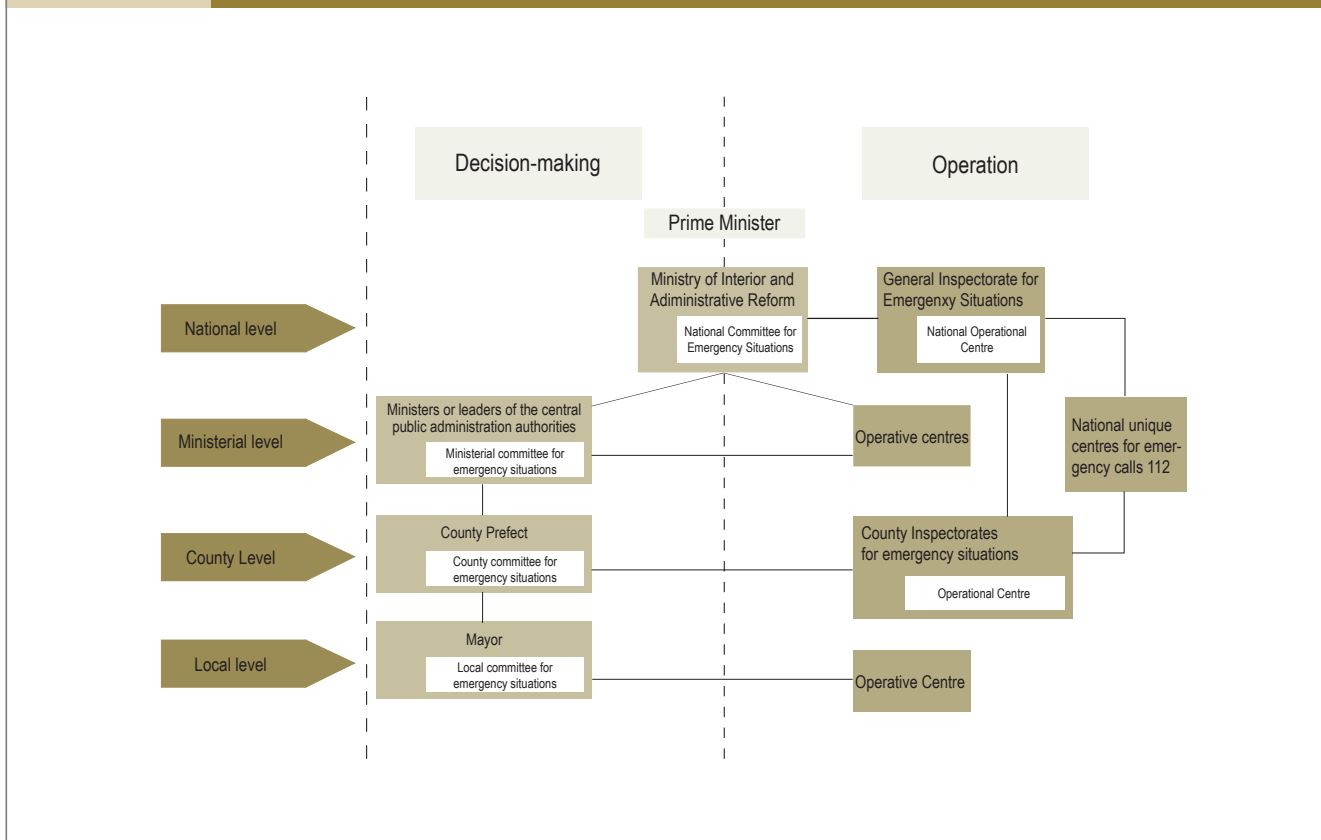 Decision-making
Operation
Prime Minister
National level
Ministry of Interior and
Adiministrative Reform
National Committee for
Emergency Situations
General Inspectorate for
Emergenxy Situations
National Operational
Centre
Ministerial level
Ministers or leaders of the central
public administration authorities
Ministerial committee for
emergency situations
Operative centres
National unique
centres for emer-
gency calls 112
County Level
County Prefect
County committee for
emergency situations
County Inspectorates
for emergency situations
Operational Centre
Local level
Mayor
Local committee for
emergency situations
Operative Centre